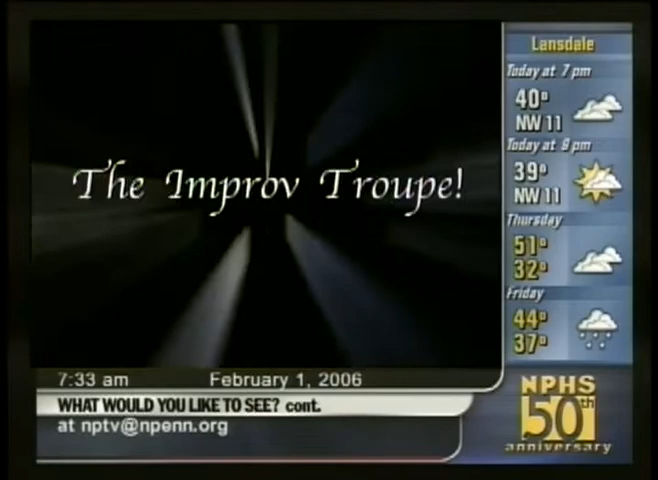 The Improv Troupe!
7:33 am February 1, 2006
WHAT WOULD YOU LIKE TO SEE? cont.
at nptv@npenn.org
Lansdale
Today at 7 pm
40°
NW 11
Today at 9 pm
39°
NW 11
Thursday
51°
32°
Friday
44°
37°
NPHS
50th
anniversary